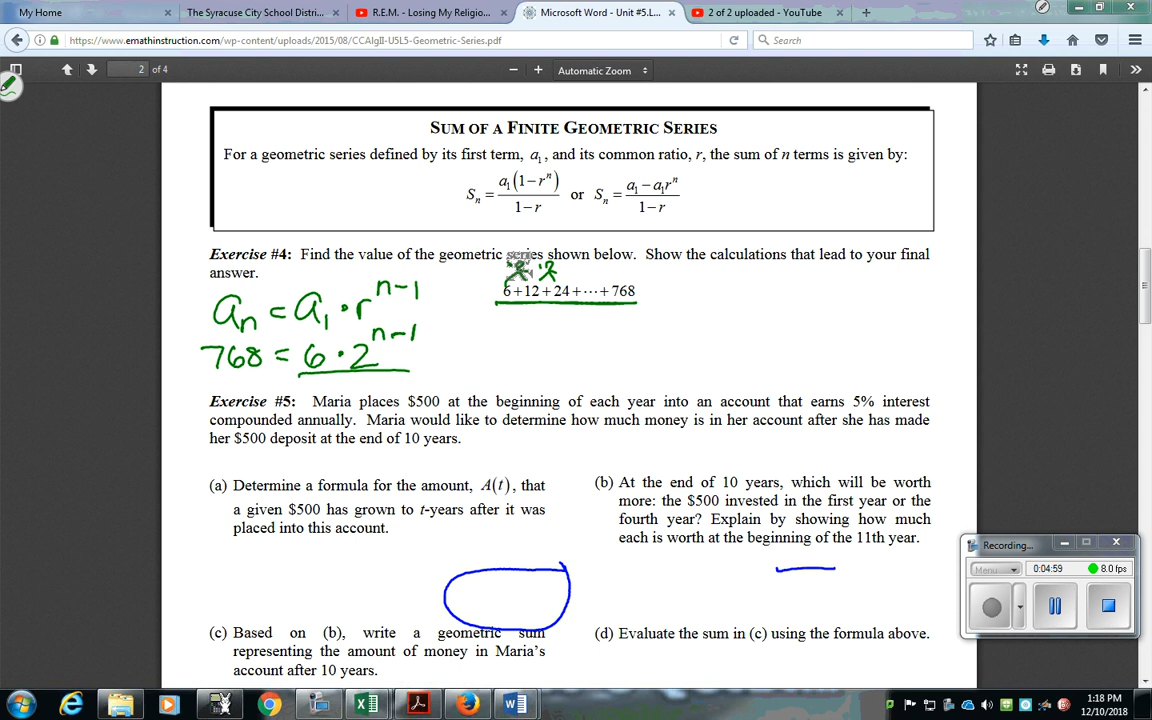 My Home
The Syracuse City School Distri...
R.E.M. - Losing My Religio...
Microsoft Word - Unit #5.L...
2 of 2 uploaded - YouTube
https://www.emathinstruction.com/wp-content/uploads/2015/08/CCAlgII-U5L5-Geometric-Series.pdf
Search
2 of 4
Automatic Zoom
SUM OF A FINITE GEOMETRIC SERIES
For a geometric series defined by its first term, a₁, and its common ratio, r, the sum of n terms is given by:
Sₙ = a₁(1−rⁿ)/(1−r) or Sₙ = (a₁−a₁rⁿ)/(1−r)
Exercise #4: Find the value of the geometric series shown below. Show the calculations that lead to your final
answer.
·2 ·2
6+12+24+⋯+768
aₙ = a₁·r^(n−1)
768 = 6·2^(n−1)
Exercise #5: Maria places $500 at the beginning of each year into an account that earns 5% interest
compounded annually. Maria would like to determine how much money is in her account after she has made
her $500 deposit at the end of 10 years.
(a) Determine a formula for the amount, A(t), that
a given $500 has grown to t-years after it was
placed into this account.
(b) At the end of 10 years, which will be worth
more: the $500 invested in the first year or the
fourth year? Explain by showing how much
each is worth at the beginning of the 11th year.
(c) Based on (b), write a geometric sum
representing the amount of money in Maria's
account after 10 years.
(d) Evaluate the sum in (c) using the formula above.
Recording...
Menu
0:04:59
8.0 fps
1:18 PM
12/10/2018